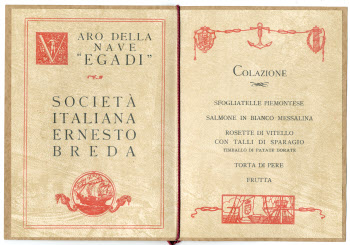 VARO DELLA
NAVE
"EGADI"
SOCIETÀ
ITALIANA
ERNESTO
BREDA
COLAZIONE
SFOGLIATELLE PIEMONTESE
SALMONE IN BIANCO MESSALINA
ROSETTE DI VITELLO
CON TALLI DI SPARAGIO
TIMBALLO DI PATATE DORATE
TORTA DI PERE
FRUTTA